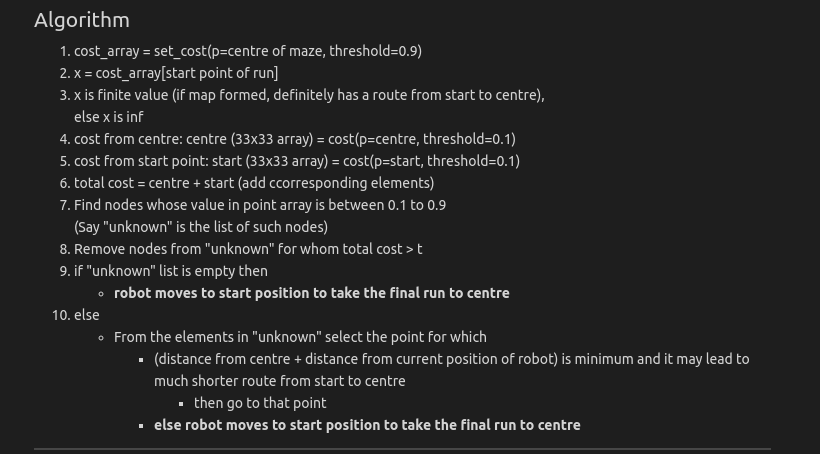 Algorithm
1. cost_array = set_cost(p=centre of maze, threshold=0.9)
2. x = cost_array[start point of run]
3. x is finite value (if map formed, definitely has a route from start to centre),
else x is inf
4. cost from centre: centre (33x33 array) = cost(p=centre, threshold=0.1)
5. cost from start point: start (33x33 array) = cost(p=start, threshold=0.1)
6. total cost = centre + start (add ccorresponding elements)
7. Find nodes whose value in point array is between 0.1 to 0.9
(Say "unknown" is the list of such nodes)
8. Remove nodes from "unknown" for whom total cost > t
9. if "unknown" list is empty then
◦ robot moves to start position to take the final run to centre
10. else
◦ From the elements in "unknown" select the point for which
▪ (distance from centre + distance from current position of robot) is minimum and it may lead to
much shorter route from start to centre
▪ then go to that point
▪ else robot moves to start position to take the final run to centre